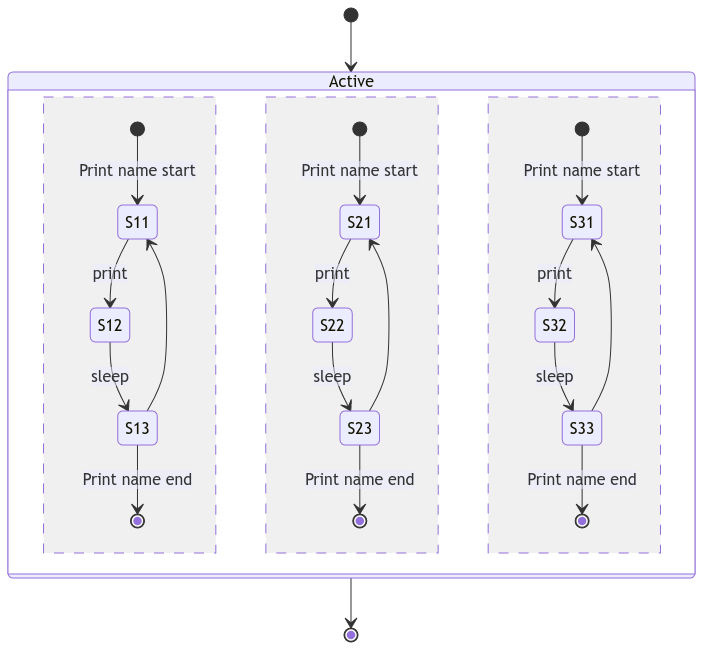 Active
Print name start
S11
print
S12
sleep
S13
Print name end
Print name start
S21
print
S22
sleep
S23
Print name end
Print name start
S31
print
S32
sleep
S33
Print name end